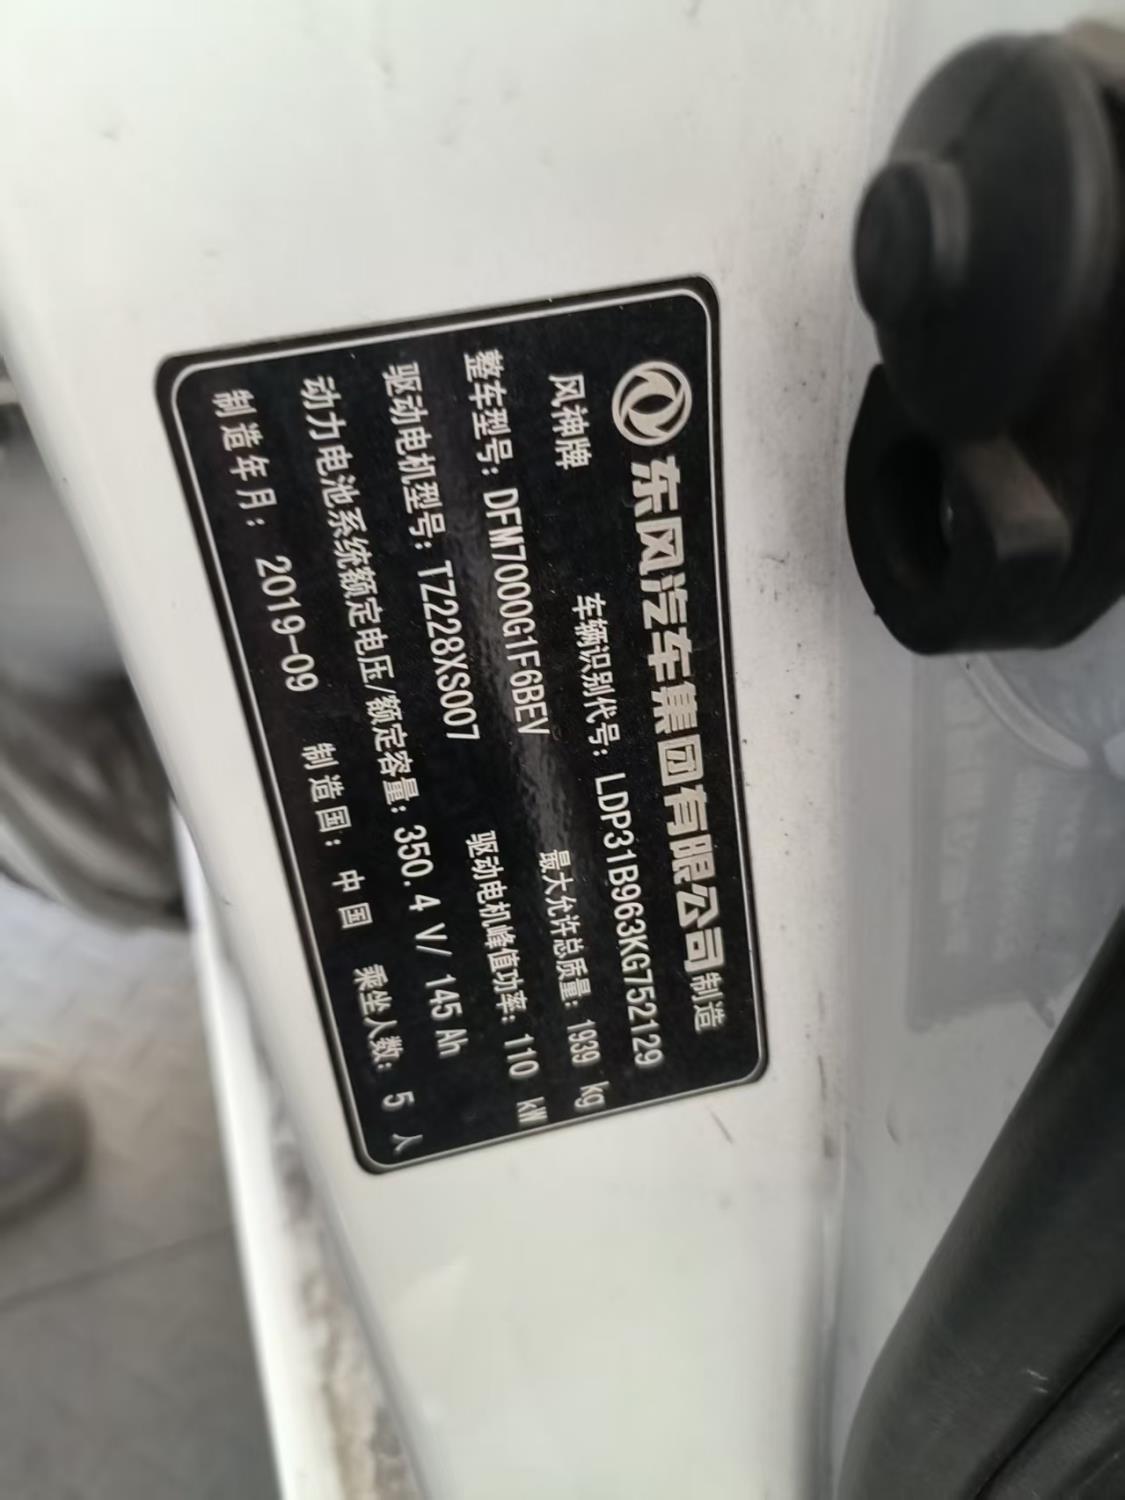 东风汽车集团有限公司制造
风神牌 车辆识别代号：LDP31B963KG752129
整车型号：DFM7000G1F6BEV 最大允许总质量：1939 kg
驱动电机型号：TZ228XS007 驱动电机峰值功率：110 kW
动力电池系统额定电压/额定容量：350.4 V/ 145 Ah
制造年月：2019-09 制造国：中国 乘坐人数：5 人